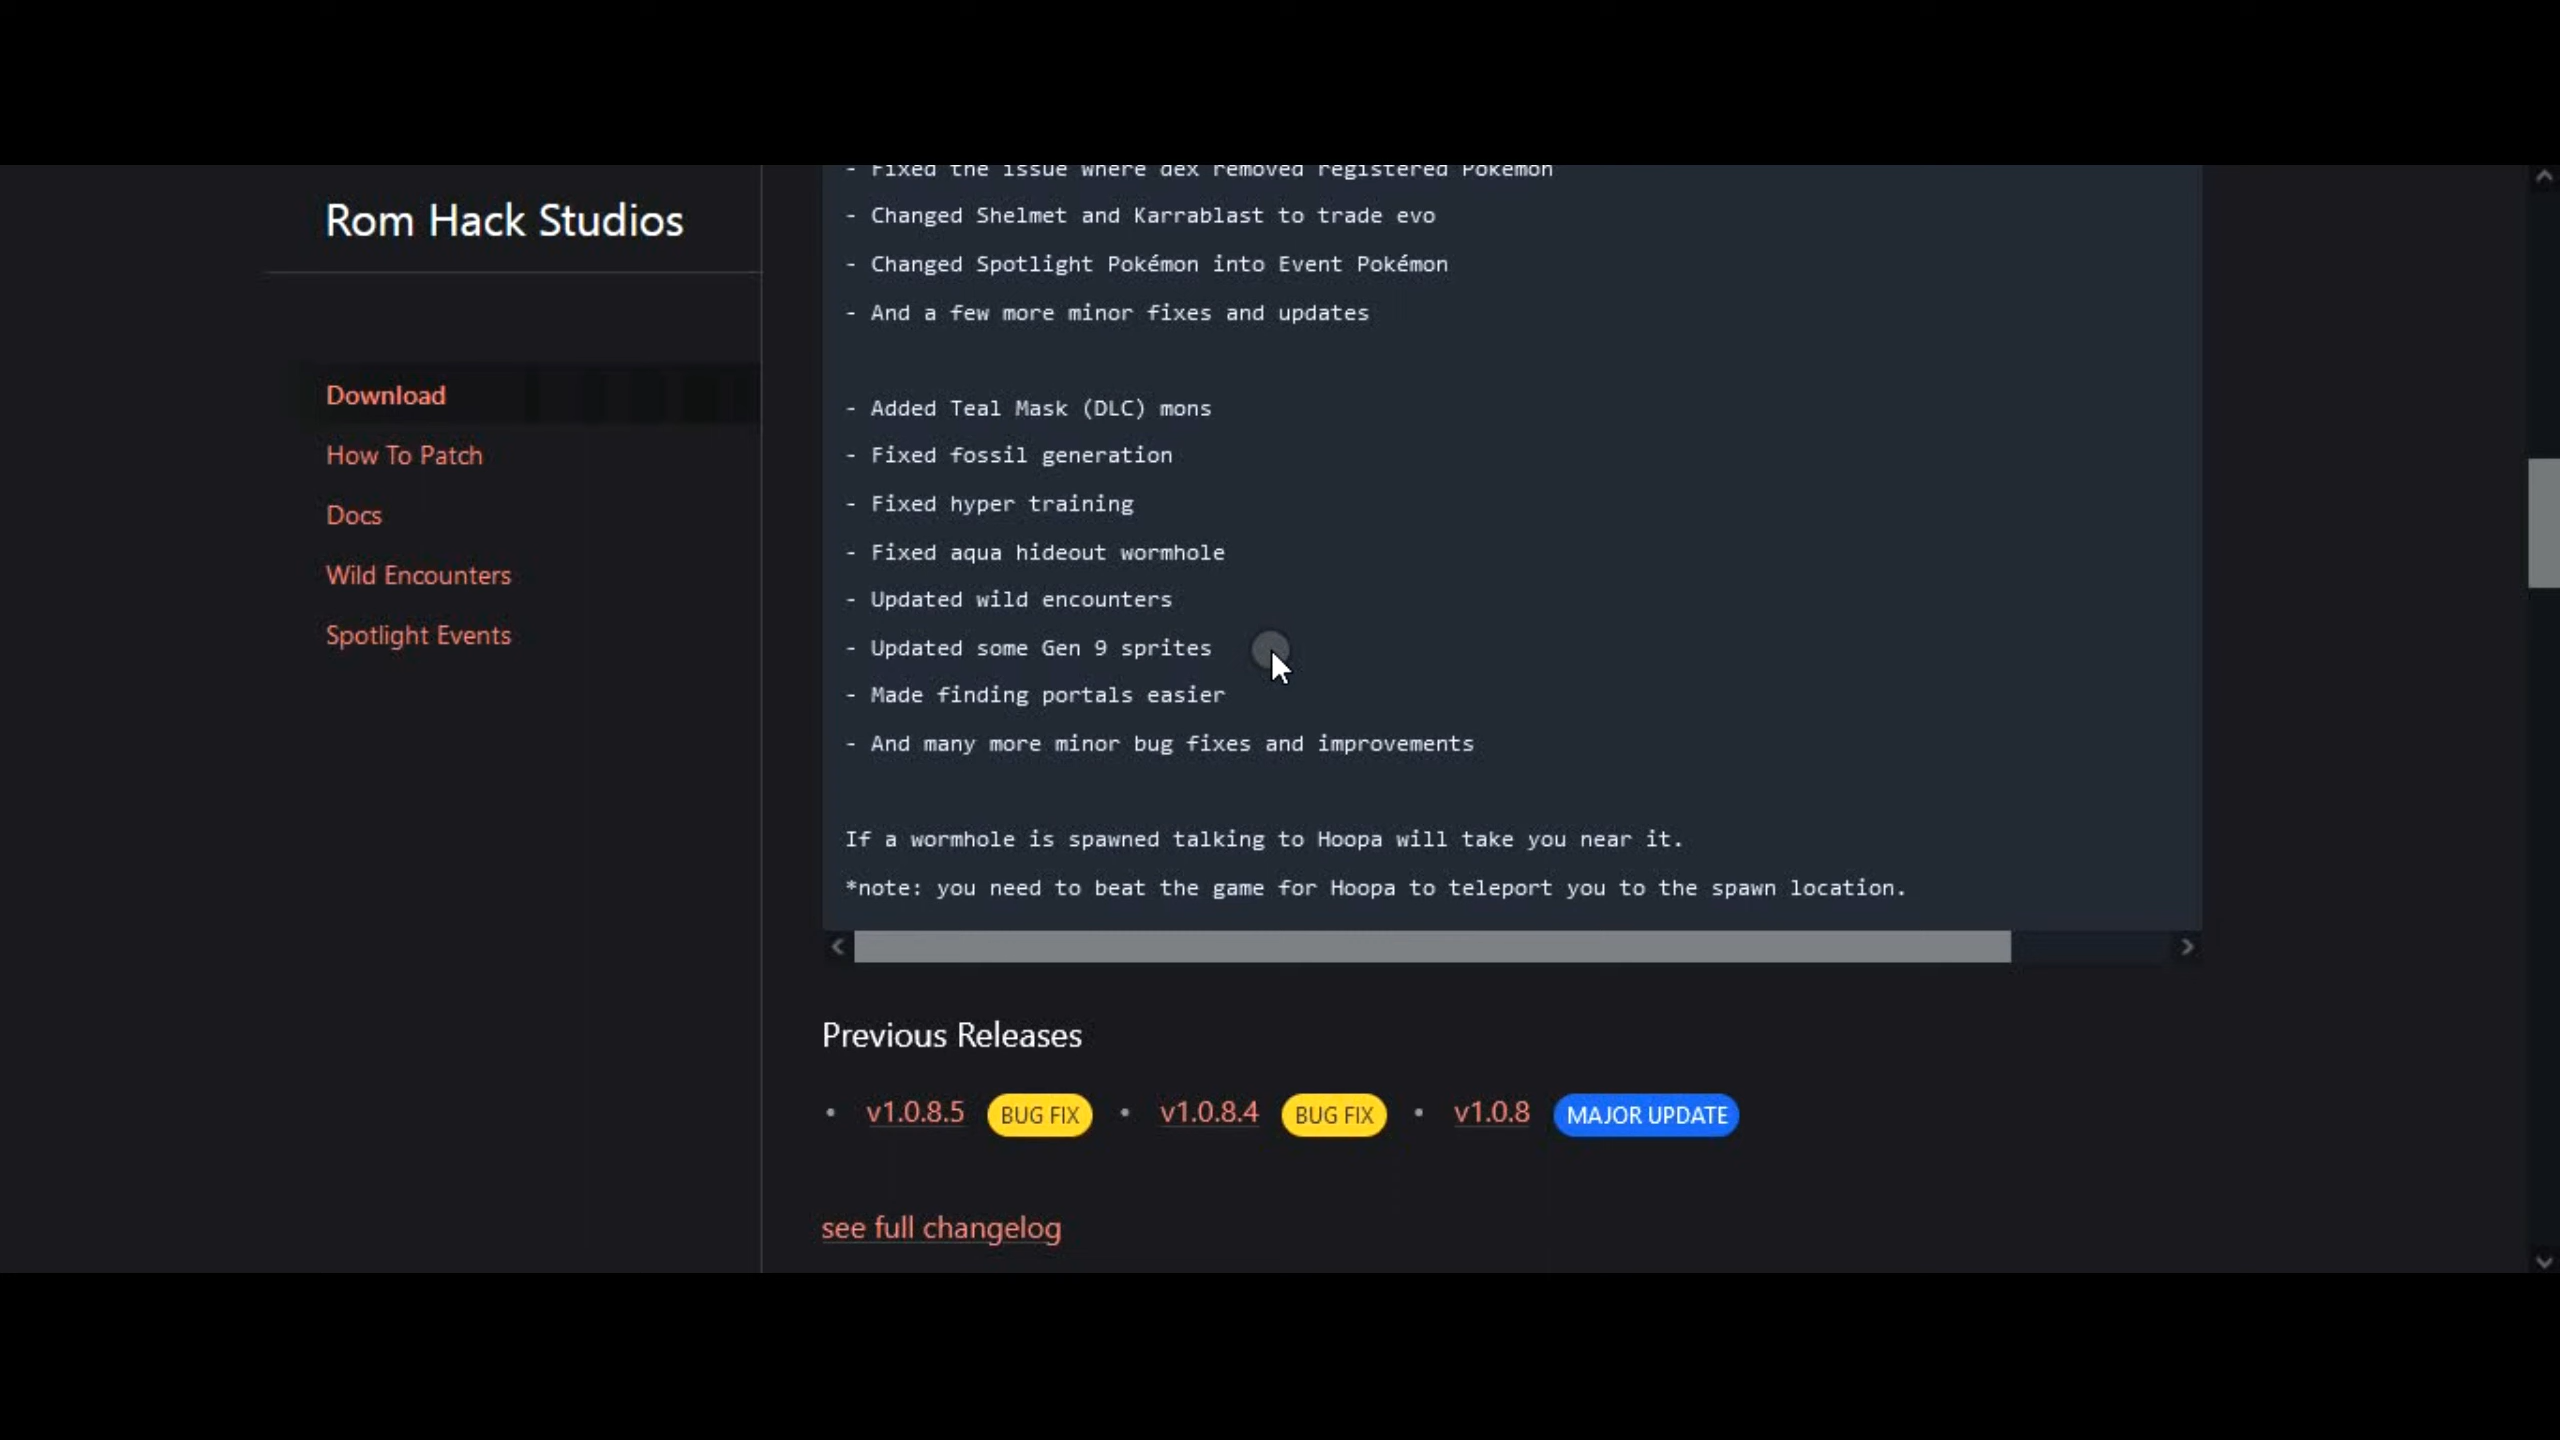 Rom Hack Studios
Download
How To Patch
Docs
Wild Encounters
Spotlight Events
- Fixed the issue where dex removed registered Pokémon
- Changed Shelmet and Karrablast to trade evo
- Changed Spotlight Pokémon into Event Pokémon
- And a few more minor fixes and updates
- Added Teal Mask (DLC) mons
- Fixed fossil generation
- Fixed hyper training
- Fixed aqua hideout wormhole
- Updated wild encounters
- Updated some Gen 9 sprites
- Made finding portals easier
- And many more minor bug fixes and improvements
If a wormhole is spawned talking to Hoopa will take you near it.
*note: you need to beat the game for Hoopa to teleport you to the spawn location.
Previous Releases
• v1.0.8.5 BUG FIX • v1.0.8.4 BUG FIX • v1.0.8 MAJOR UPDATE
see full changelog